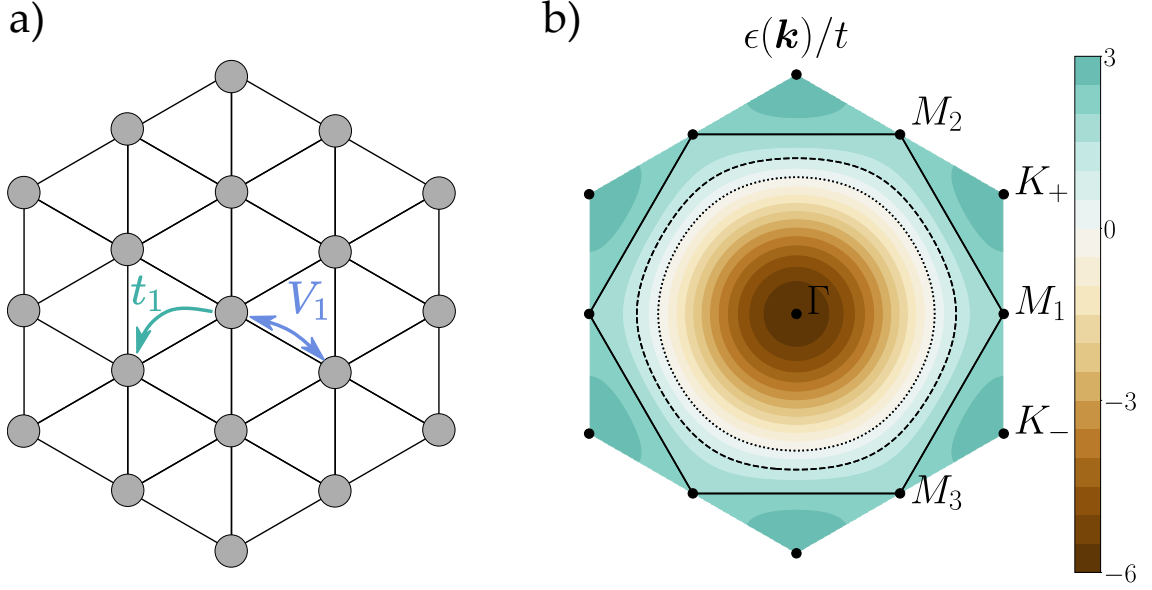 a)
t₁
V₁
b)
ϵ(k)/t
M₂
K₊
Γ
M₁
K₋
M₃
3
0
−3
−6